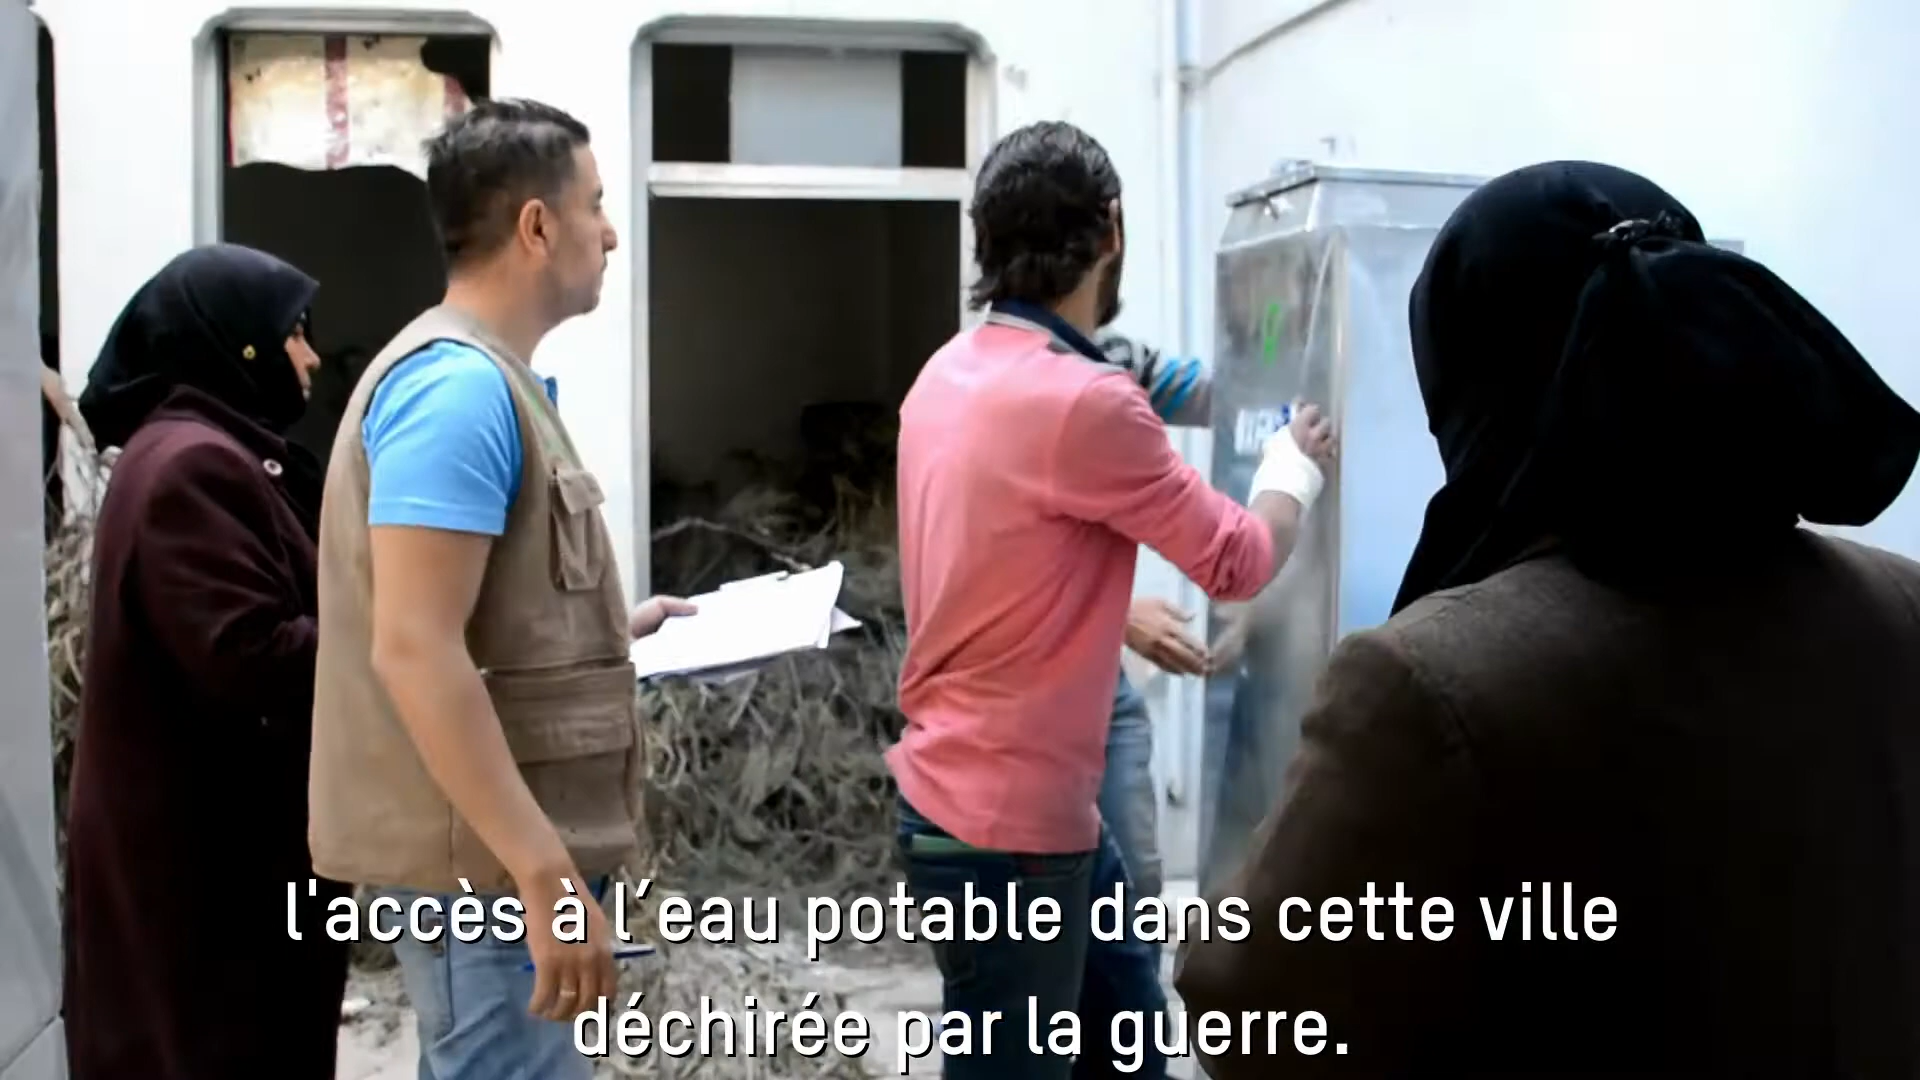 l'accès à l´eau potable dans cette ville
déchirée par la guerre.